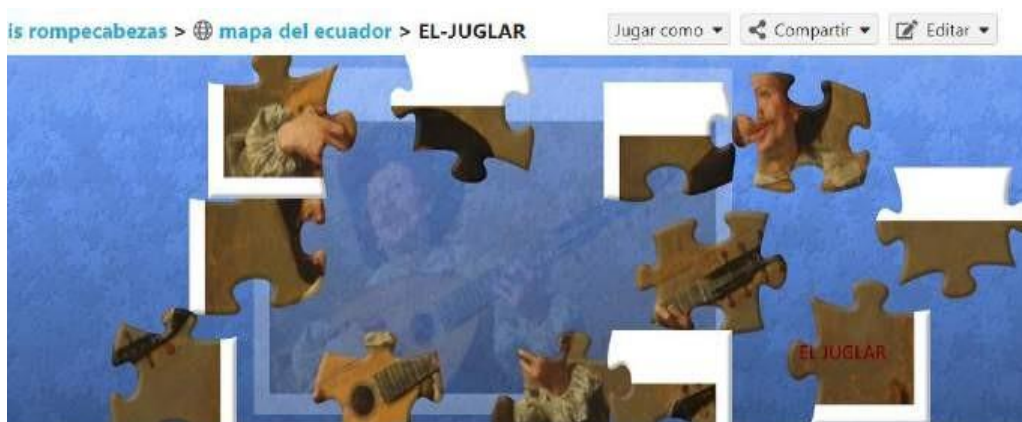 is rompecabezas > mapa del ecuador > EL-JUGLAR
Jugar como Compartir Editar
EL JUGLAR